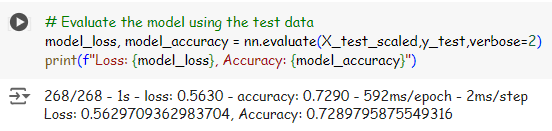 # Evaluate the model using the test data
model_loss, model_accuracy = nn.evaluate(X_test_scaled,y_test,verbose=2)
print(f"Loss: {model_loss}, Accuracy: {model_accuracy}")
268/268 - 1s - loss: 0.5630 - accuracy: 0.7290 - 592ms/epoch - 2ms/step
Loss: 0.5629709362983704, Accuracy: 0.7289795875549316